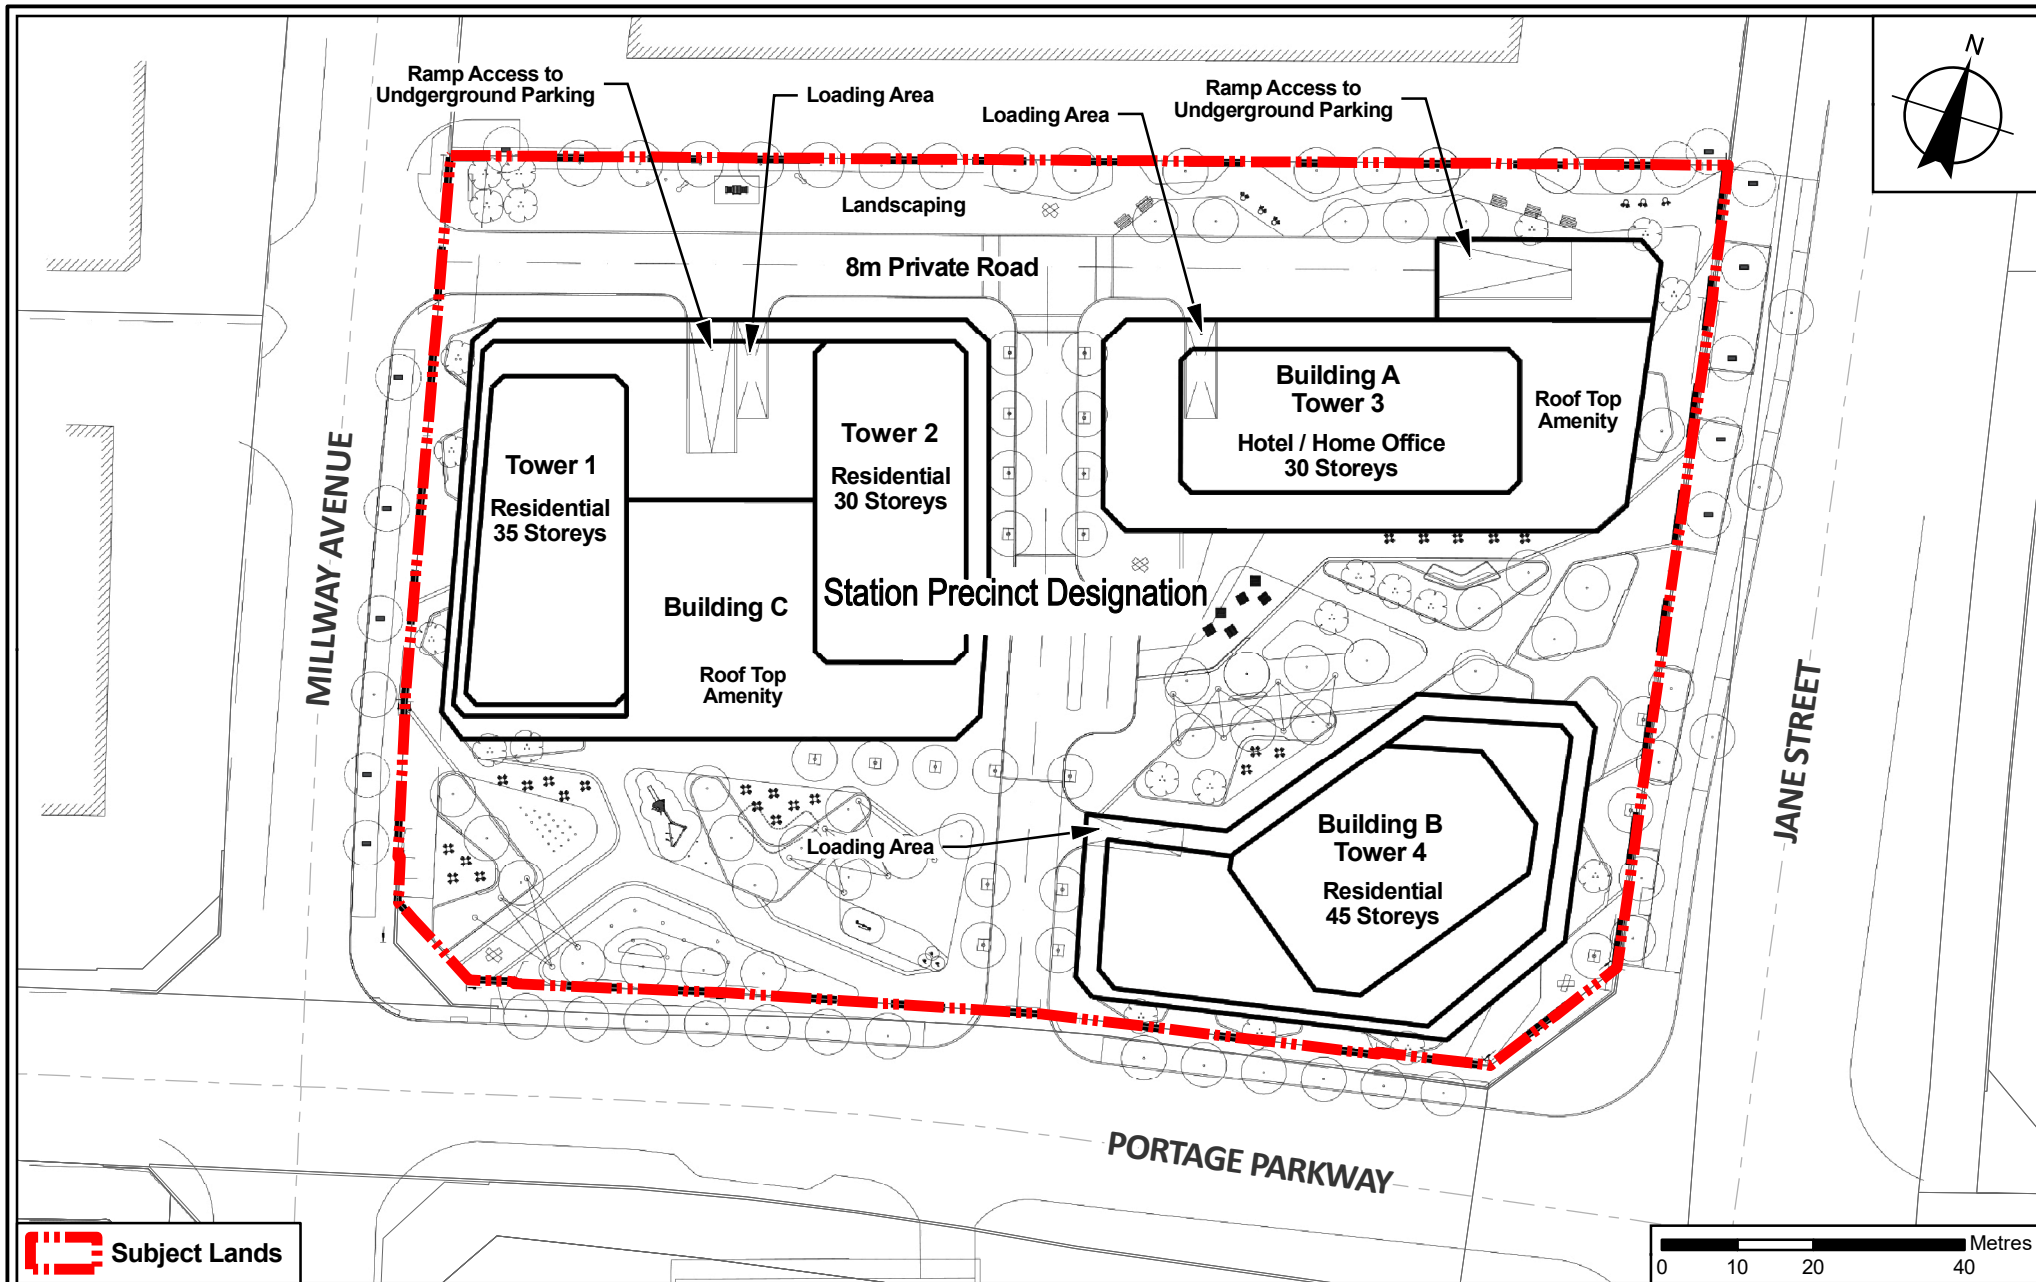 N
Ramp Access to
Undgerground Parking
Loading Area
Loading Area
Ramp Access to
Undgerground Parking
Landscaping
8m Private Road
Building A
Tower 3
Hotel / Home Office
30 Storeys
Roof Top
Amenity
Tower 1
Residential
35 Storeys
Tower 2
Residential
30 Storeys
MILLWAY AVENUE
Station Precinct Designation
Building C
Roof Top
Amenity
JANE STREET
Loading Area
Building B
Tower 4
Residential
45 Storeys
PORTAGE PARKWAY
Subject Lands
Metres
0 10 20 40